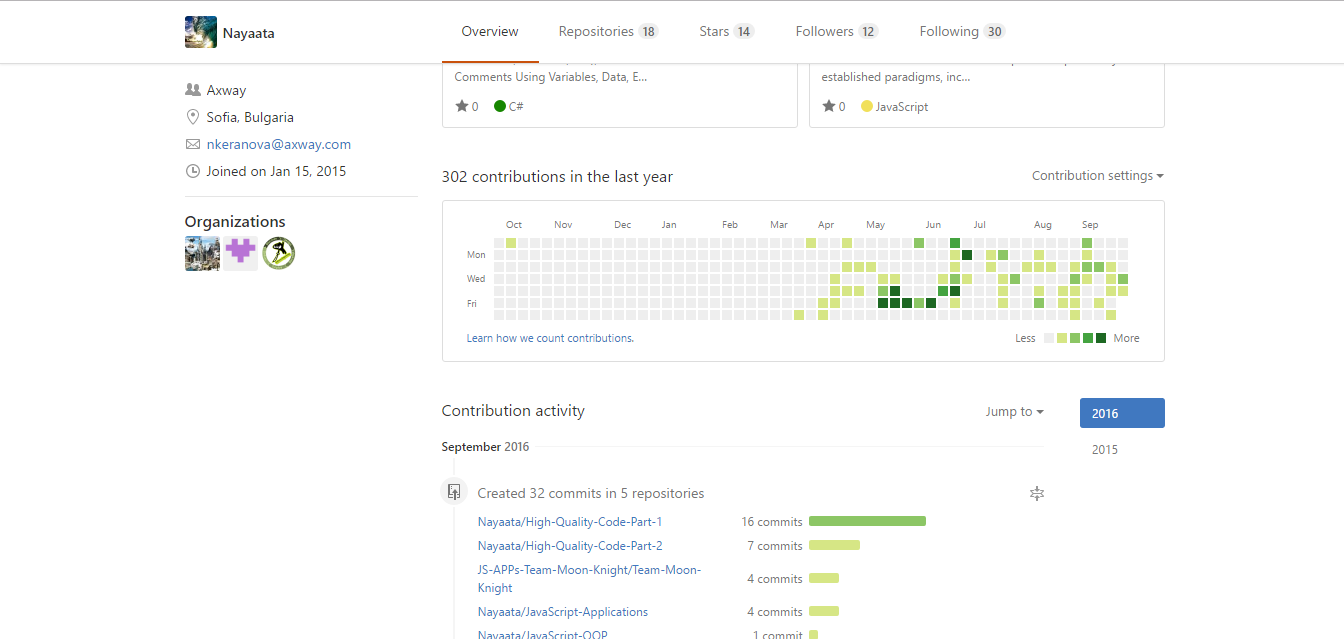 Nayaata
Overview
Repositories 18
Stars 14
Followers 12
Following 30
Axway
Sofia, Bulgaria
nkeranova@axway.com
Joined on Jan 15, 2015
Organizations
Comments Using Variables, Data, E...
0 C#
established paradigms, inc...
0 JavaScript
302 contributions in the last year
Contribution settings
Oct Nov Dec Jan Feb Mar Apr May Jun Jul Aug Sep
Mon
Wed
Fri
Learn how we count contributions.
Less More
Contribution activity
Jump to
2016
2015
September 2016
Created 32 commits in 5 repositories
Nayaata/High-Quality-Code-Part-1 16 commits
Nayaata/High-Quality-Code-Part-2 7 commits
JS-APPs-Team-Moon-Knight/Team-Moon-
Knight 4 commits
Nayaata/JavaScript-Applications 4 commits
Nayaata/JavaScript-OOP 1 commit